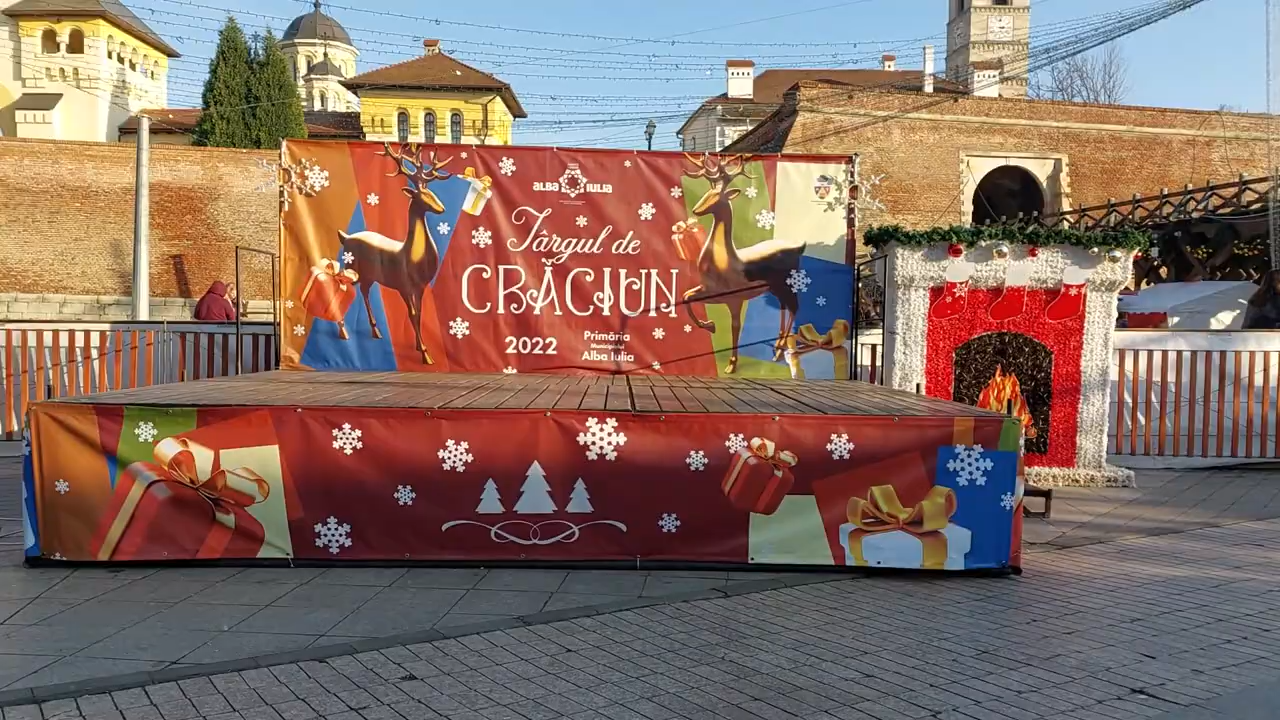 ALBA IULIA
Târgul de
CRĂCIUN
2022
Primăria
Municipiului
Alba Iulia